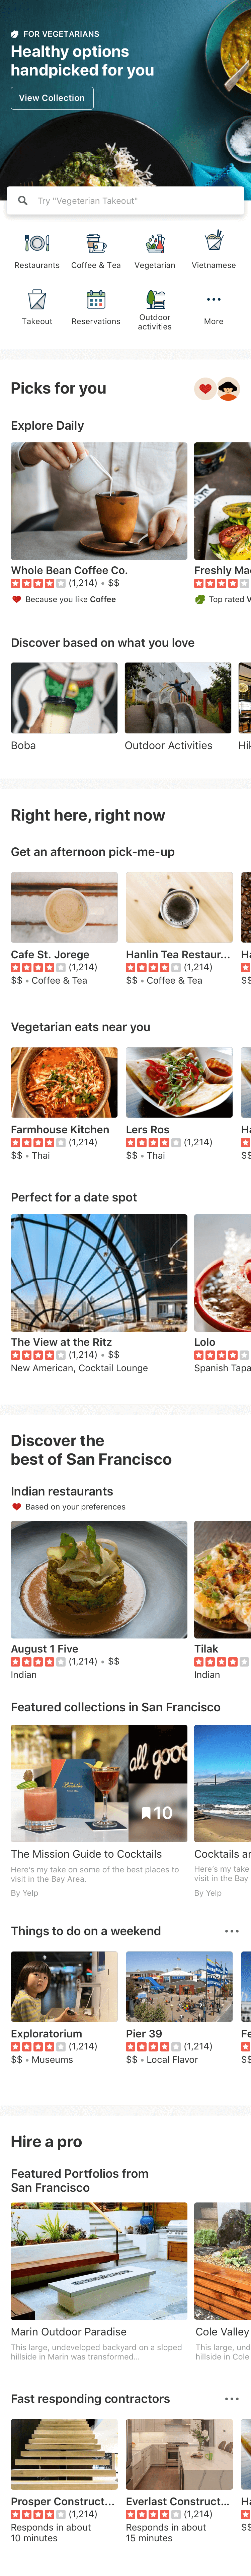 FOR VEGETARIANS
Healthy options
handpicked for you
View Collection
Try "Vegeterian Takeout"
Restaurants
Coffee & Tea
Vegetarian
Vietnamese
Takeout
Reservations
Outdoor
activities
More
Picks for you
Explore Daily
Whole Bean Coffee Co.
Freshly Ma
(1,214) • $$
Because you like Coffee
Top rated V
Discover based on what you love
Boba
Outdoor Activities
Hik
Right here, right now
Get an afternoon pick-me-up
Cafe St. Jorege
Hanlin Tea Restaur...
Ha
(1,214)
(1,214)
$$ • Coffee & Tea
$$ • Coffee & Tea
$$
Vegetarian eats near you
Farmhouse Kitchen
Lers Ros
Ha
(1,214)
(1,214)
$$ • Thai
$$ • Thai
$$
Perfect for a date spot
The View at the Ritz
Lolo
(1,214) • $$
New American, Cocktail Lounge
Spanish Tapa
Discover the
best of San Francisco
Indian restaurants
Based on your preferences
August 1 Five
Tilak
(1,214) • $$
Indian
Indian
Featured collections in San Francisco
all good
10
The Mission Guide to Cocktails
Cocktails ar
Here's my take on some of the best places to
visit in the Bay Area.
Here's my take
visit in the Bay
By Yelp
By Yelp
Things to do on a weekend
Exploratorium
Pier 39
Fe
(1,214)
(1,214)
$$ • Museums
$$ • Local Flavor
$$
Hire a pro
Featured Portfolios from
San Francisco
Marin Outdoor Paradise
Cole Valley
This large, undeveloped backyard on a sloped
hillside in Marin was transformed...
This large, und
hillside in Cole
Fast responding contractors
Prosper Construct...
Everlast Construct...
Ha
(1,214)
(1,214)
Responds in about
10 minutes
Responds in about
15 minutes
$$